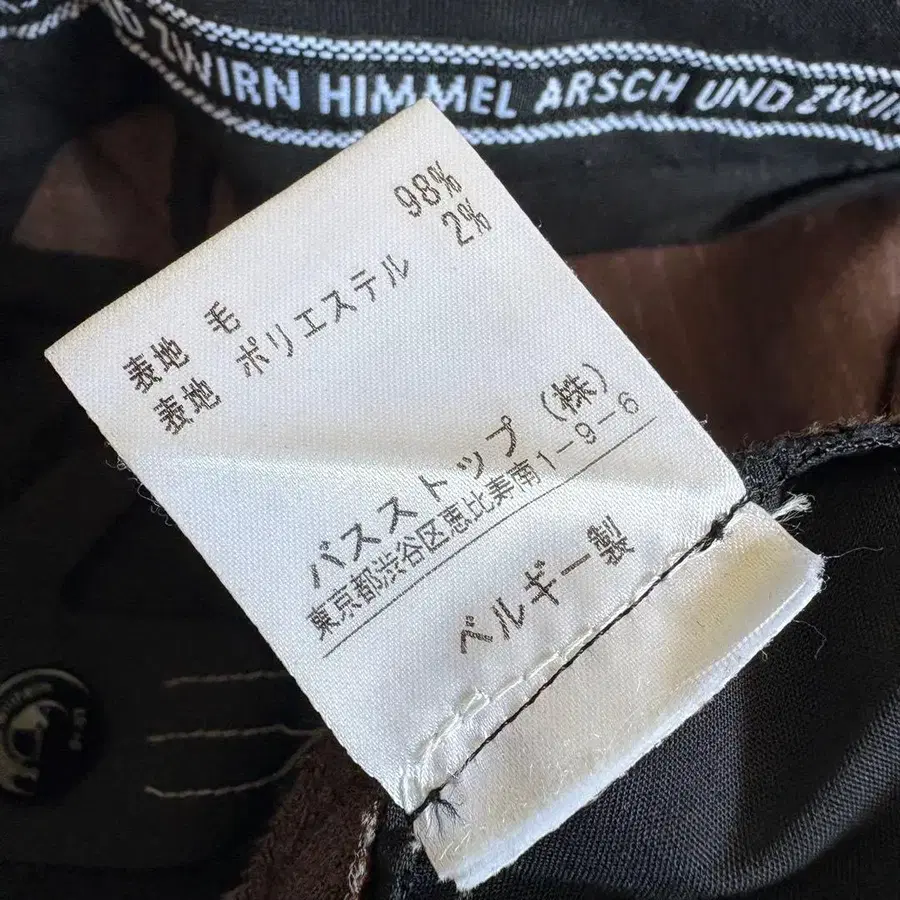 ZWIRN HIMMEL ARSCH UND ZWIR
表地 毛 98%
表地 ポリエステル 2%
バスストップ (株)
東京都渋谷区恵比寿南1-9-6
ベルギー製